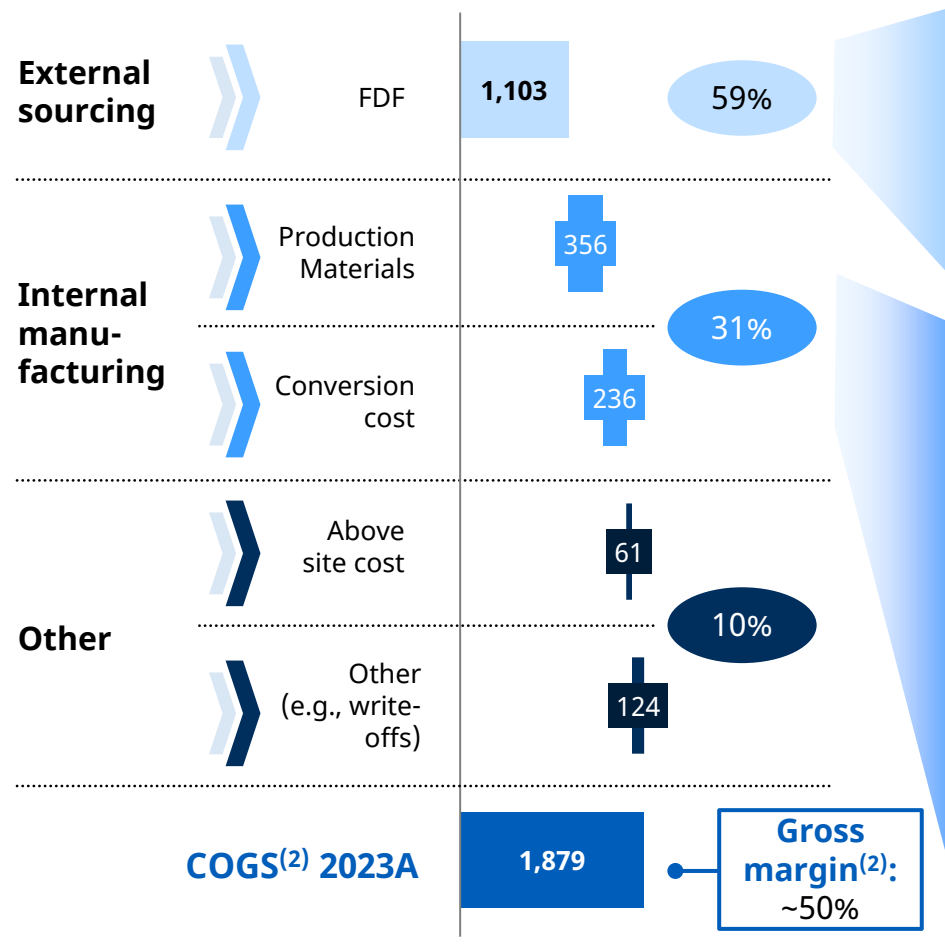 External
sourcing
FDF
1,103
59%
Internal
manu-
facturing
Production
Materials
356
31%
Conversion
cost
236
Other
Above
site cost
61
10%
Other
(e.g., write-
offs)
124
COGS(2) 2023A
1,879
Gross
margin(2):
~50%